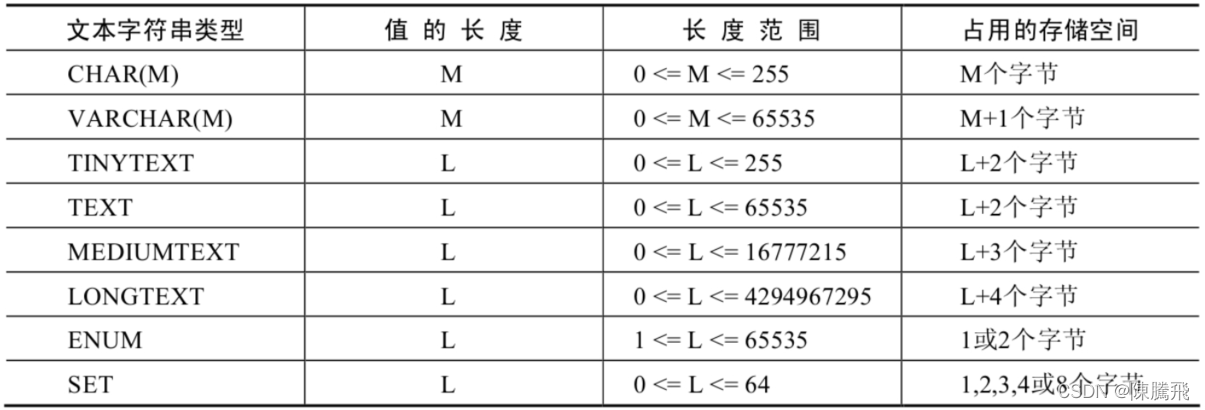 文本字符串类型 值的长度 长度范围 占用的存储空间
CHAR(M) M 0 <= M <= 255 M个字节
VARCHAR(M) M 0 <= M <= 65535 M+1个字节
TINYTEXT L 0 <= L <= 255 L+2个字节
TEXT L 0 <= L <= 65535 L+2个字节
MEDIUMTEXT L 0 <= L <= 16777215 L+3个字节
LONGTEXT L 0 <= L <= 4294967295 L+4个字节
ENUM L 1 <= L <= 65535 1或2个字节
SET L 0 <= L <= 64 1,2,3,4或8个字节
CSDN @陳騰飛